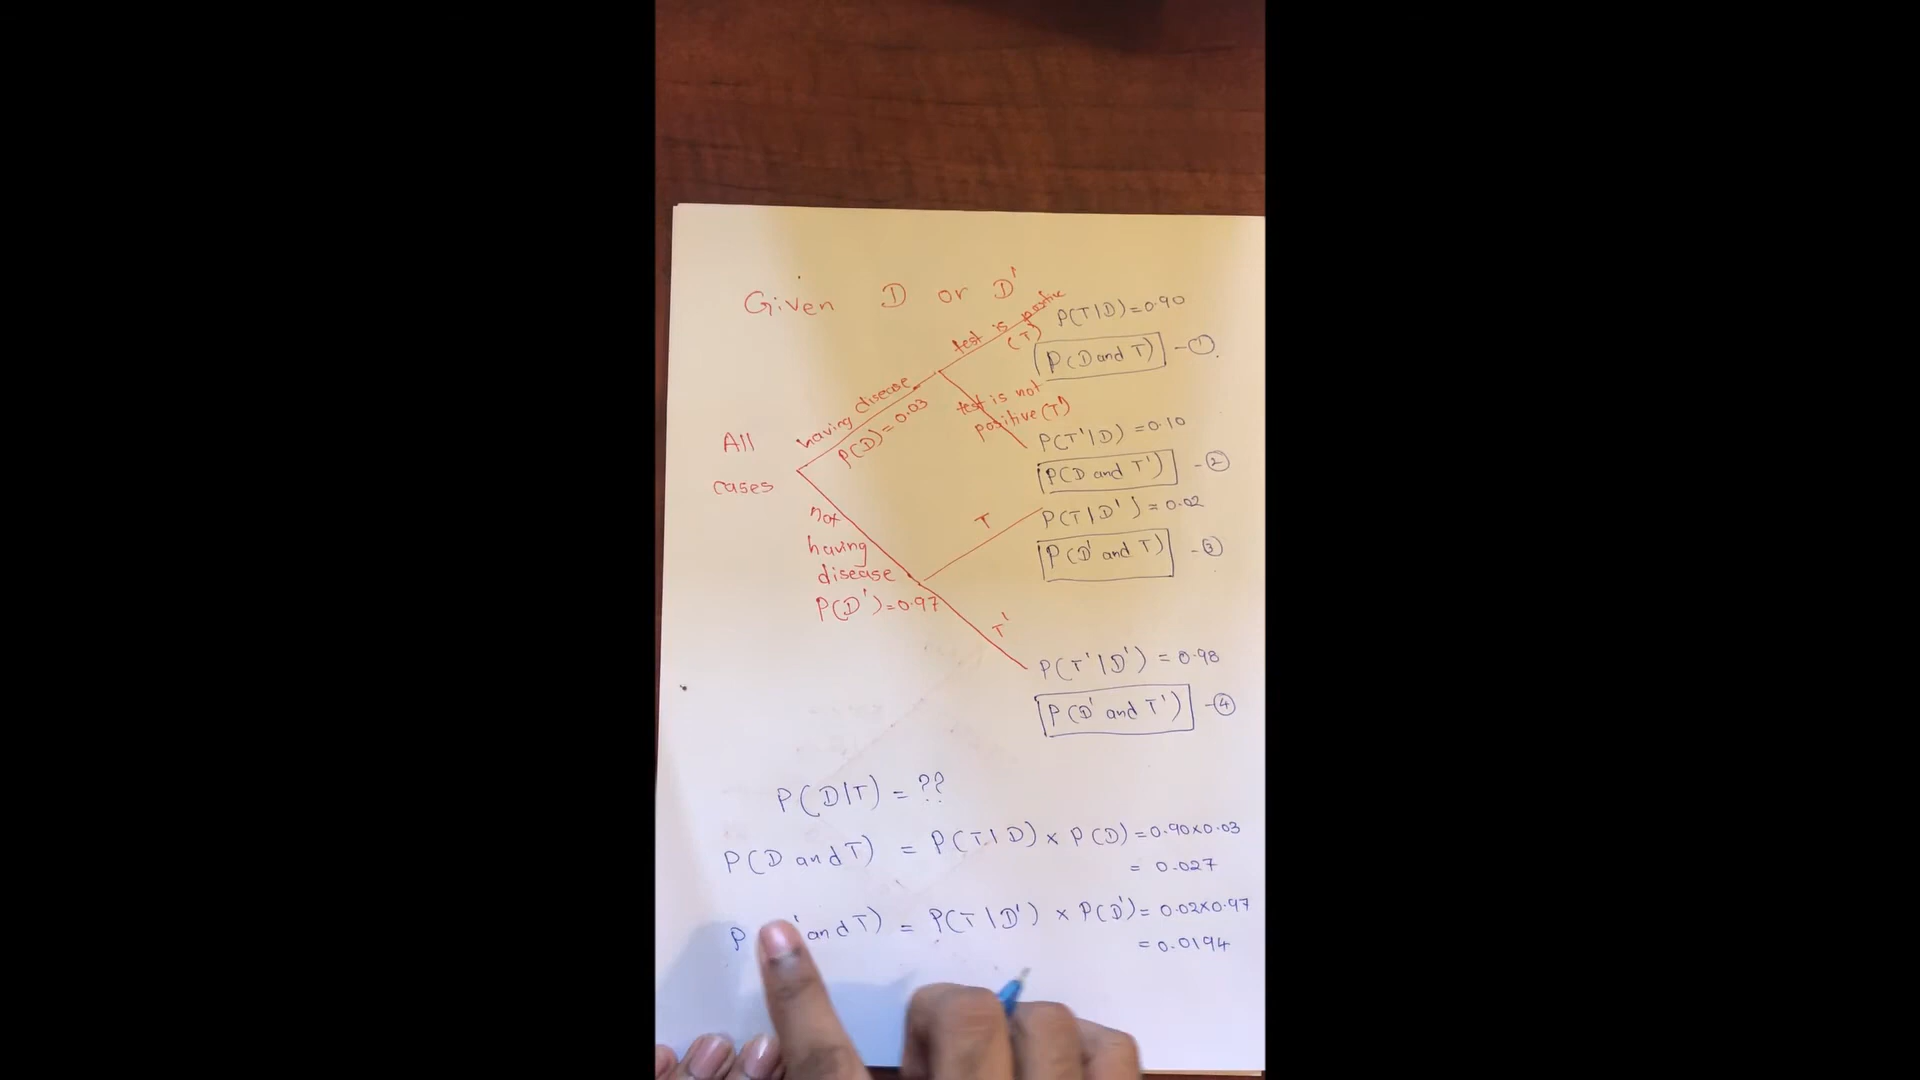 Given D or D'
test is positive
(T)
P(T|D) = 0.90
P(D and T) -①
having disease
P(D) = 0.03
test is not
positive (T')
P(T'|D) = 0.10
P(D and T') -②
All
cases
T
P(T|D') = 0.02
P(D' and T) -③
not
having
disease
P(D') = 0.97
T'
P(T'|D') = 0.98
P(D' and T') -④
P(D|T) = ??
P(D and T) = P(T|D) × P(D) = 0.90×0.03
= 0.027
P ' and T) = P(T|D') × P(D') = 0.02×0.97
= 0.0194